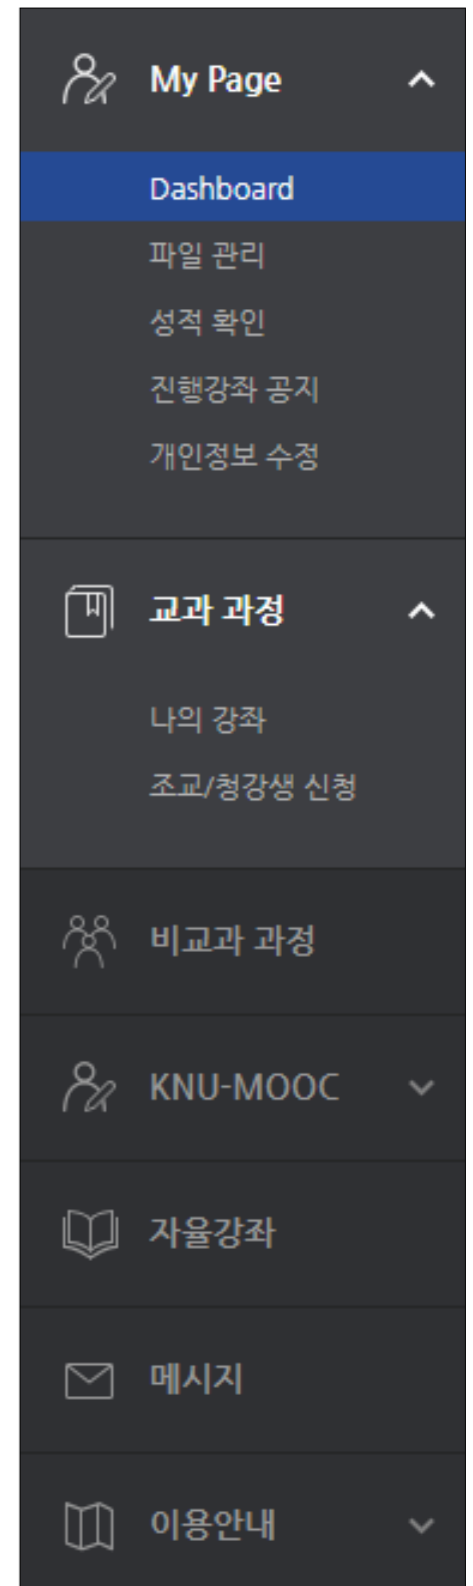 My Page
Dashboard
파일 관리
성적 확인
진행강좌 공지
개인정보 수정
교과 과정
나의 강좌
조교/청강생 신청
비교과 과정
KNU-MOOC
자율강좌
메시지
이용안내